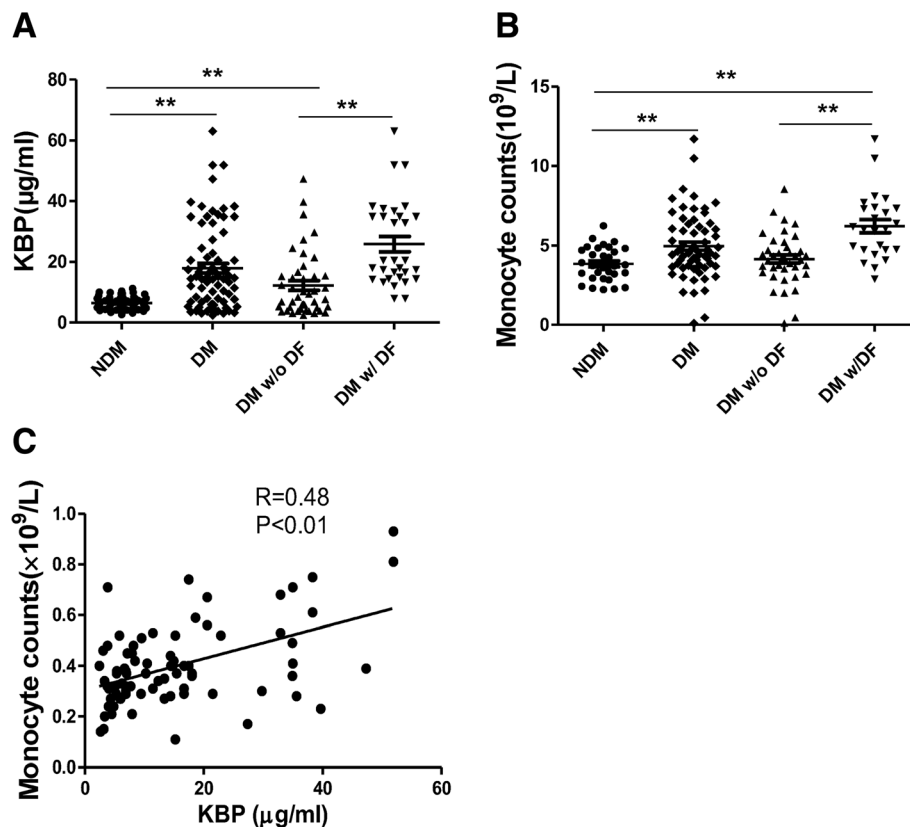 A
KBP(μg/ml)
80
60
40
20
0
**
**
**
NDM
DM
DM w/o DF
DM w/ DF
B
Monocyte counts(10⁹/L)
15
10
5
0
**
**
**
NDM
DM
DM w/o DF
DM w/DF
C
Monocyte counts(×10⁹/L)
1.0
0.8
0.6
0.4
0.2
0.0
R=0.48
P<0.01
0
20
40
60
KBP (μg/ml)